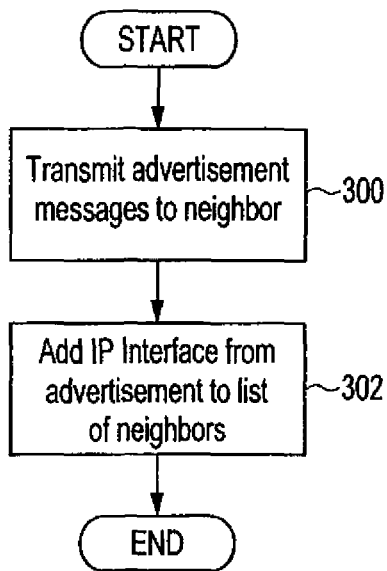 START
Transmit advertisement
messages to neighbor
300
Add IP Interface from
advertisement to list
of neighbors
302
END